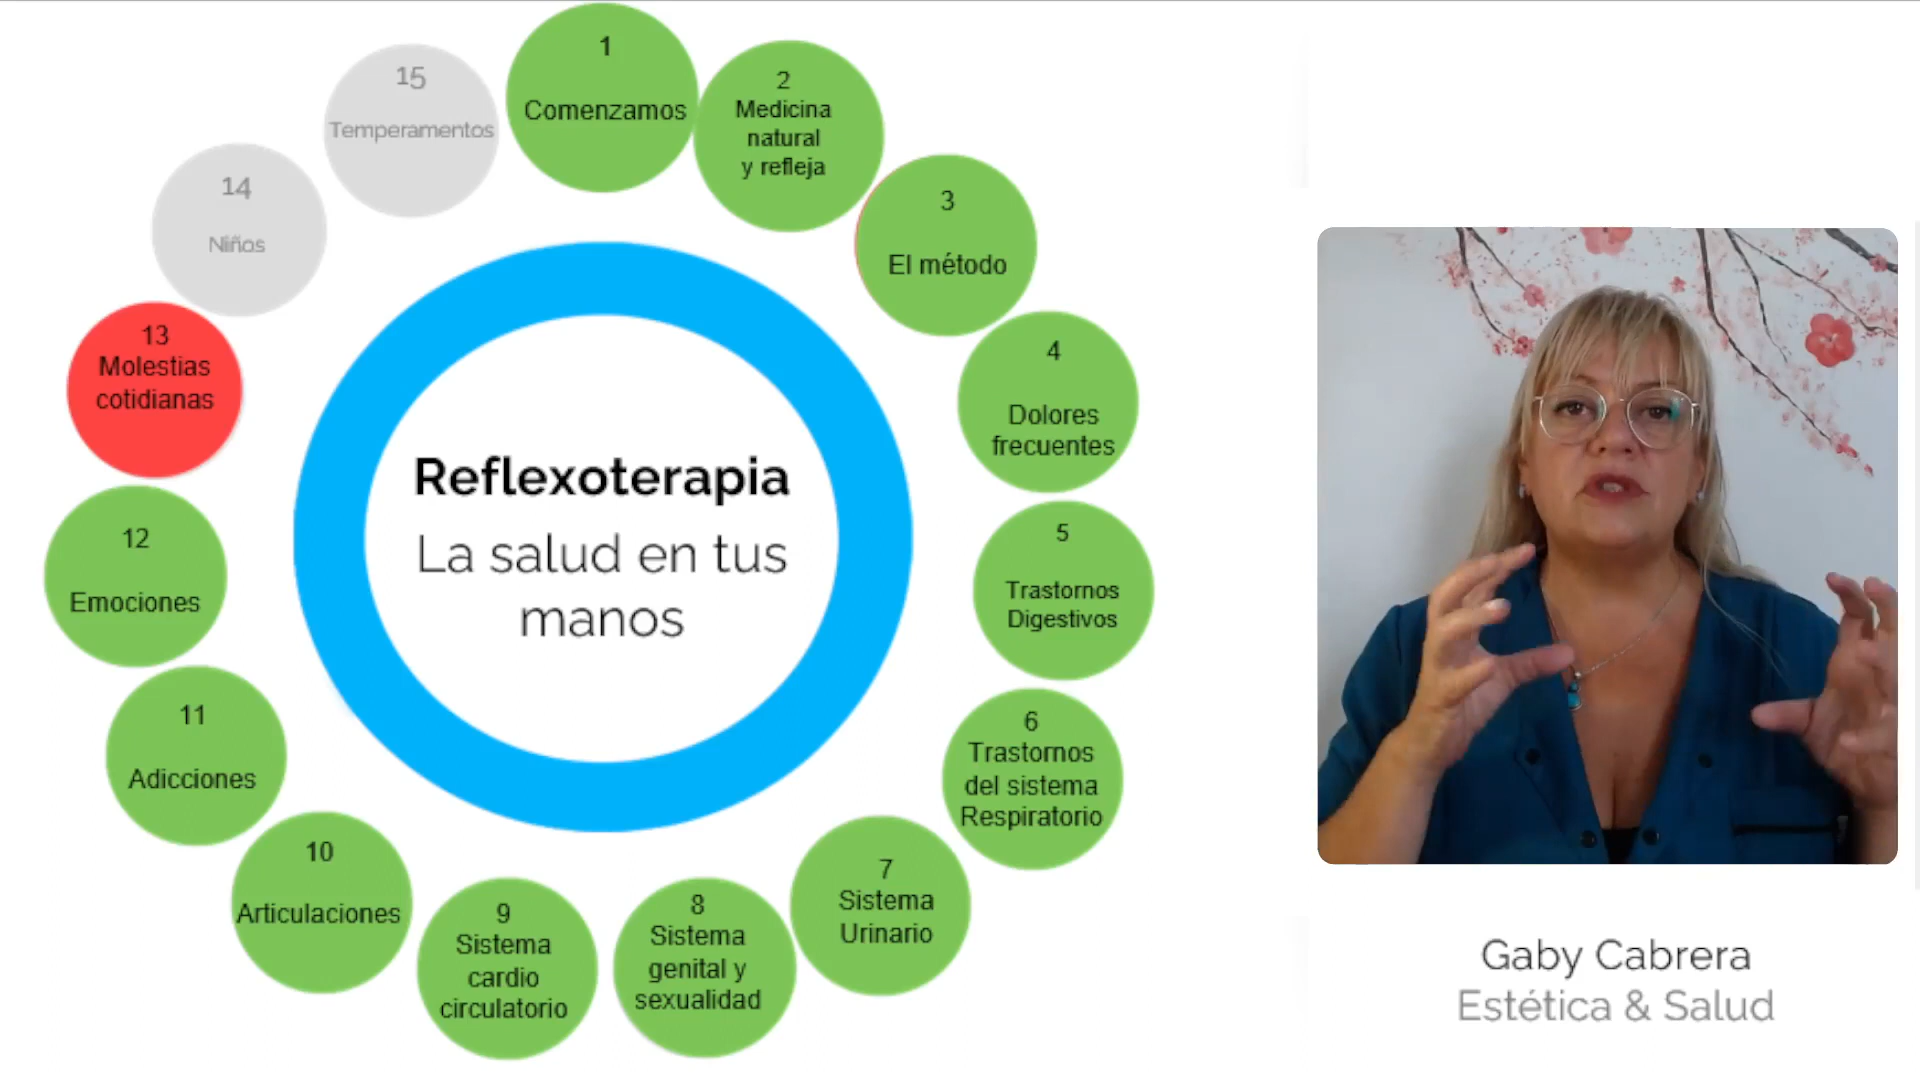 1
Comenzamos
2
Medicina
natural
y refleja
3
El método
4
Dolores
frecuentes
5
Trastornos
Digestivos
6
Trastornos
del sistema
Respiratorio
7
Sistema
Urinario
8
Sistema
genital y
sexualidad
9
Sistema
cardio
circulatorio
10
Articulaciones
11
Adicciones
12
Emociones
13
Molestias
cotidianas
14
Niños
15
Temperamentos
Reflexoterapia
La salud en tus
manos
Gaby Cabrera
Estética & Salud